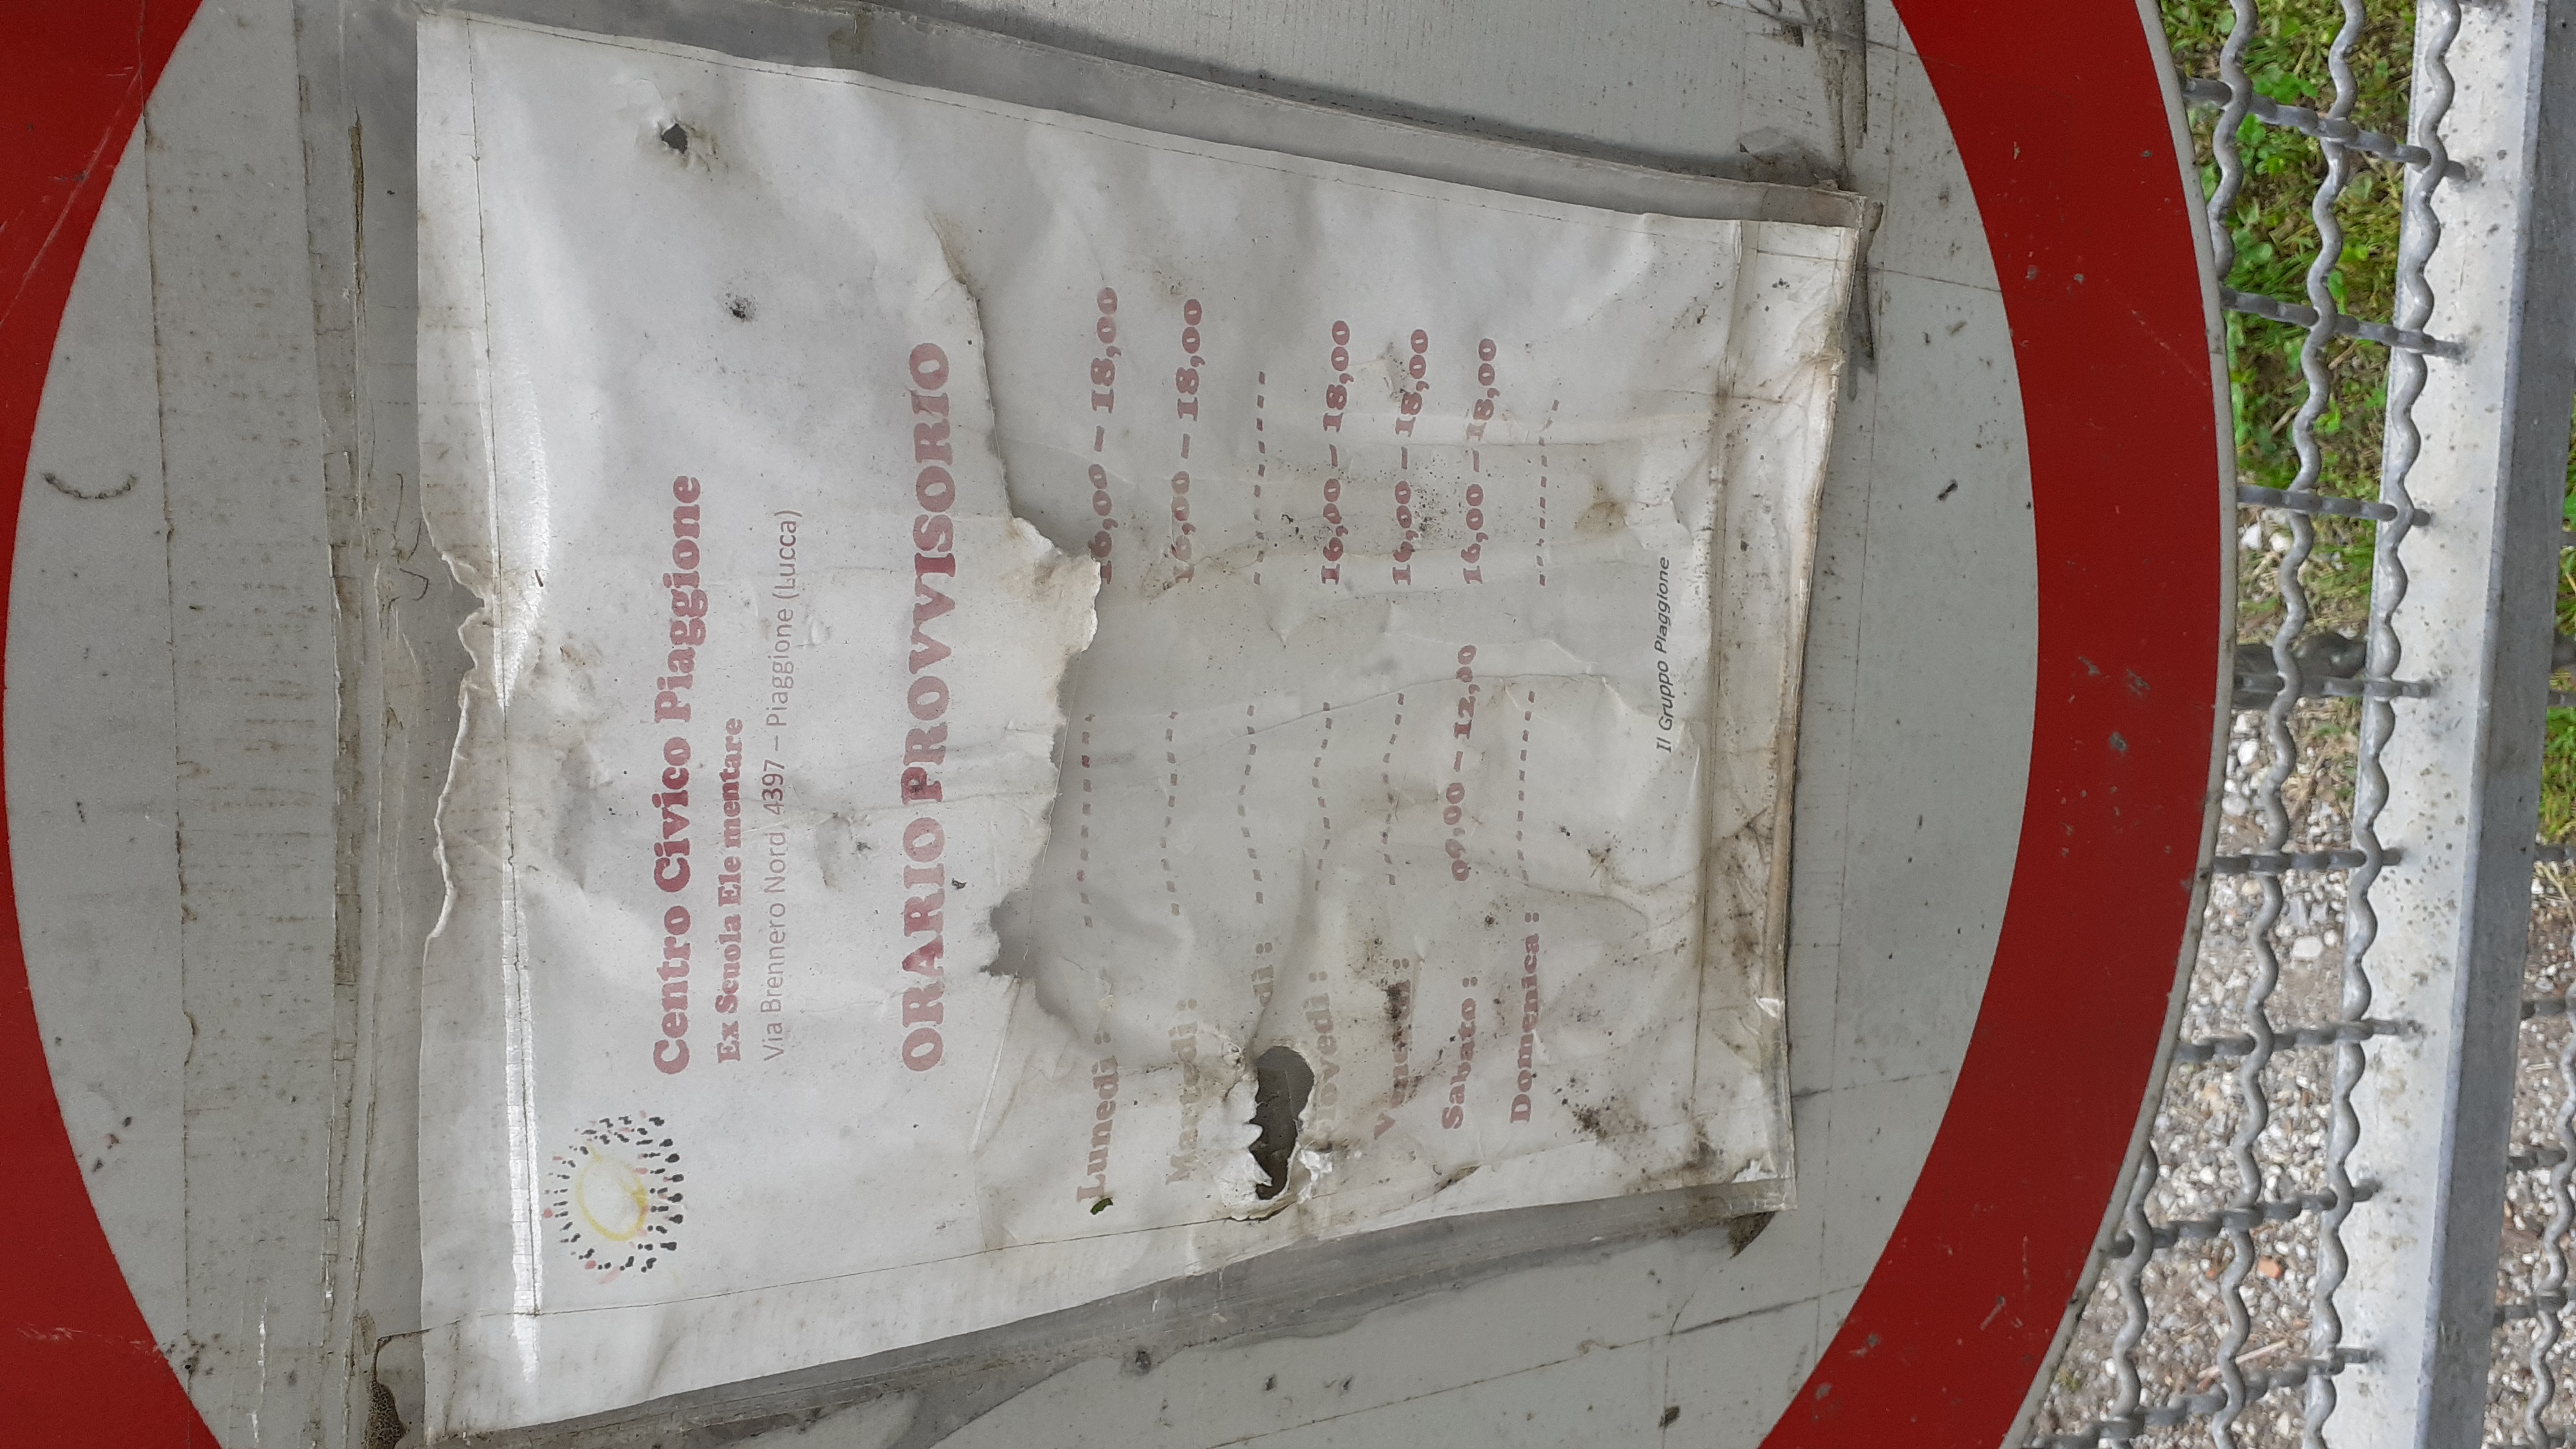 Centro Civico Piaggione
Ex Scuola Ele mentare
Via Brennero Nord, 4397 – Piaggione (Lucca)
ORARIO PROVVISORIO
Lunedì : ------------ 16,00 – 18,00
Martedì : ------------ 16,00 – 18,00
dì : ------------ ------------
Giovedì : ------------ 16,00 – 18,00
Venerdì : ------------ 16,00 – 18,00
Sabato : 09,00 – 12,00 16,00 – 18,00
Domenica : ------------ ------------
Il Gruppo Piaggione